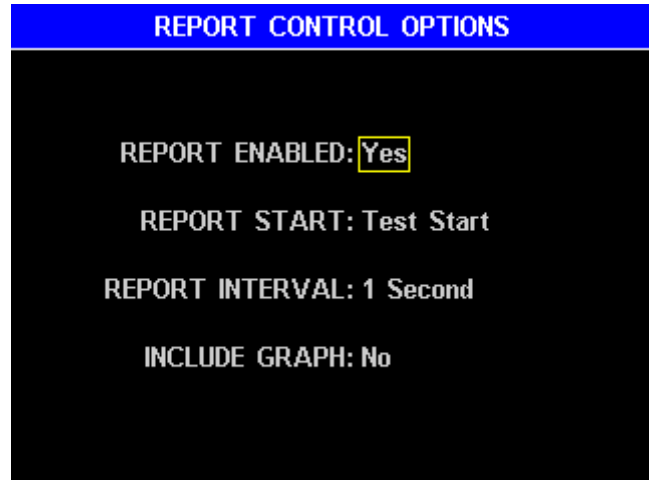 REPORT CONTROL OPTIONS
REPORT ENABLED: Yes
REPORT START: Test Start
REPORT INTERVAL: 1 Second
INCLUDE GRAPH: No